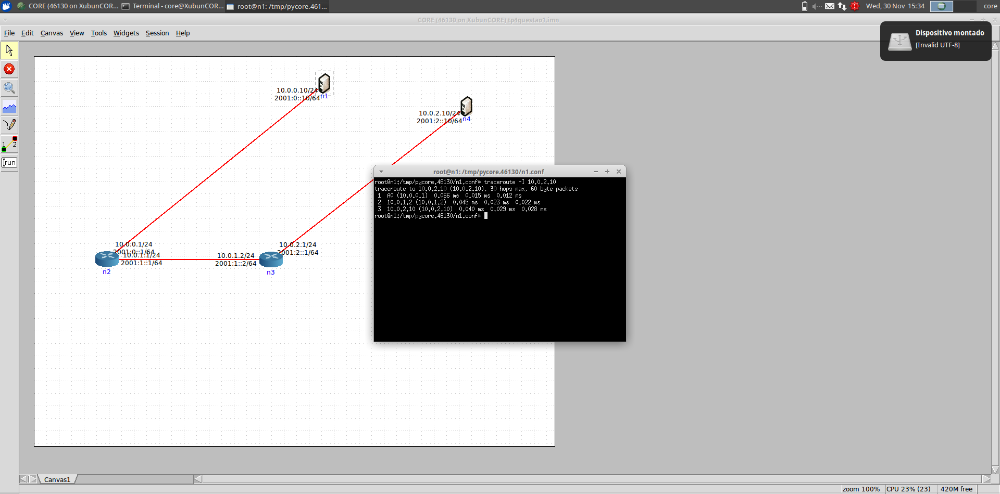 CORE (46130 on XubunCOR...
Terminal - core@XubunCOR...
root@n1: /tmp/pycore.461...
Wed, 30 Nov 15:34
core
CORE (46130 on XubunCORE) tp4questao1.imn
File Edit Canvas View Tools Widgets Session Help
Dispositivo montado
[Invalid UTF-8]
10.0.0.10/24
2001:0::10/64
n1
10.0.2.10/24
2001:2::10/64
n4
1 2
run
root@n1: /tmp/pycore.46130/n1.conf
root@n1:/tmp/pycore.46130/n1.conf# traceroute -I 10.0.2.10
traceroute to 10.0.2.10 (10.0.2.10), 30 hops max, 60 byte packets
1 A0 (10.0.0.1) 0.066 ms 0.015 ms 0.012 ms
2 10.0.1.2 (10.0.1.2) 0.045 ms 0.023 ms 0.022 ms
3 10.0.2.10 (10.0.2.10) 0.040 ms 0.029 ms 0.028 ms
root@n1:/tmp/pycore.46130/n1.conf#
10.0.0.1/24
2001:0::1/64
10.0.1.1/24
2001:1::1/64
n2
10.0.1.2/24
2001:1::2/64
10.0.2.1/24
2001:2::1/64
n3
Canvas1
zoom 100%
CPU 23% (23)
420M free